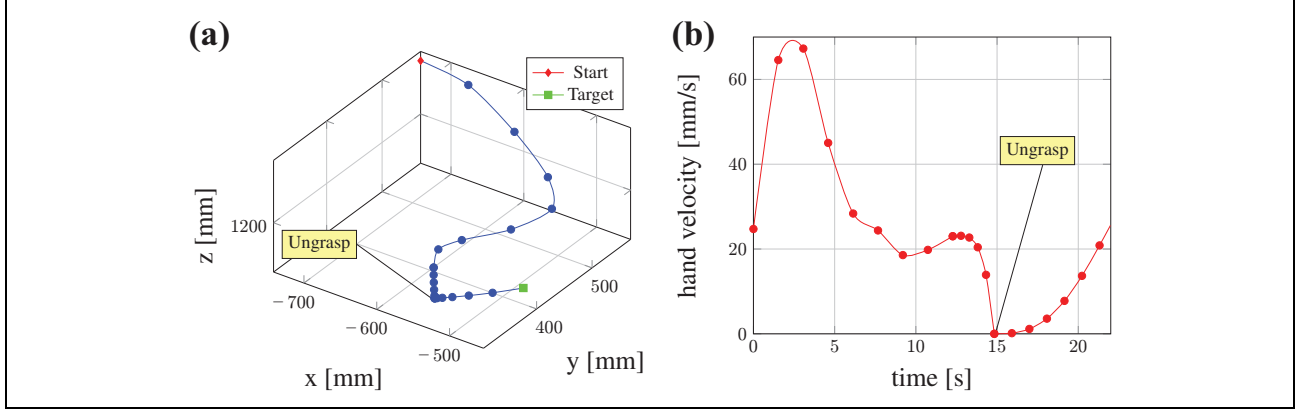 (a)
Start
Target
Ungrasp
z [mm]
1200
−700
−600
−500
x [mm]
400
500
y [mm]
(b)
hand velocity [mm/s]
60
40
20
0
Ungrasp
0
5
10
15
20
time [s]